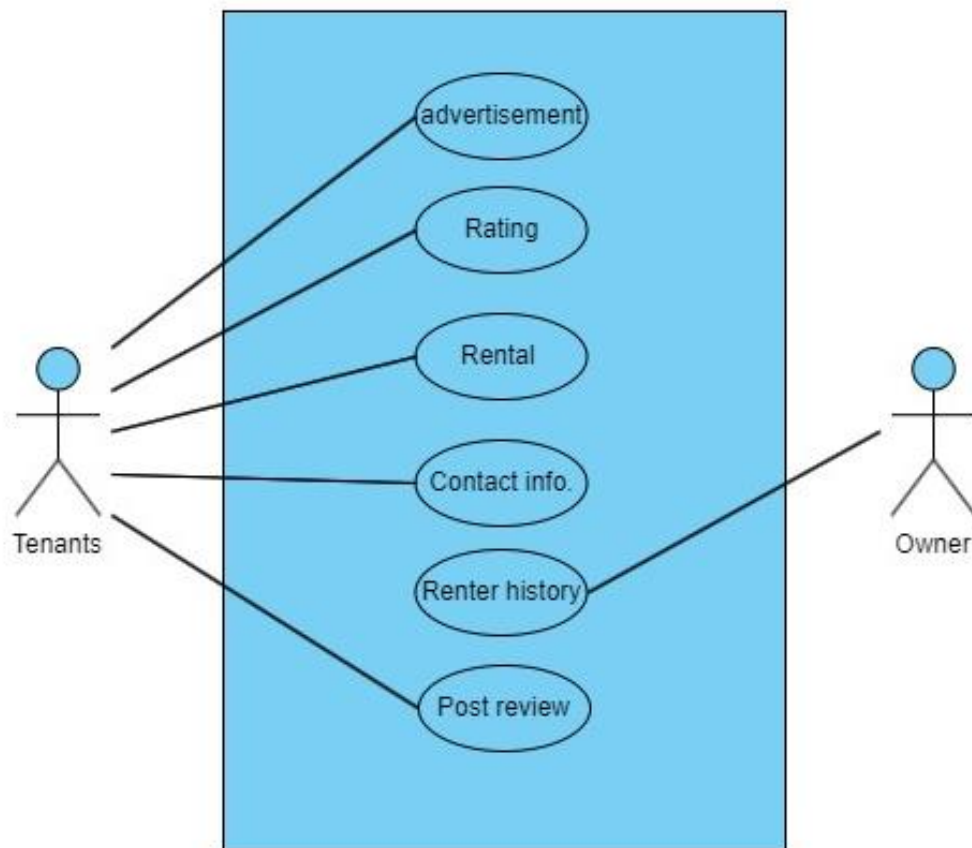 advertisement
Rating
Rental
Contact info.
Renter history
Post review
Tenants
Owner